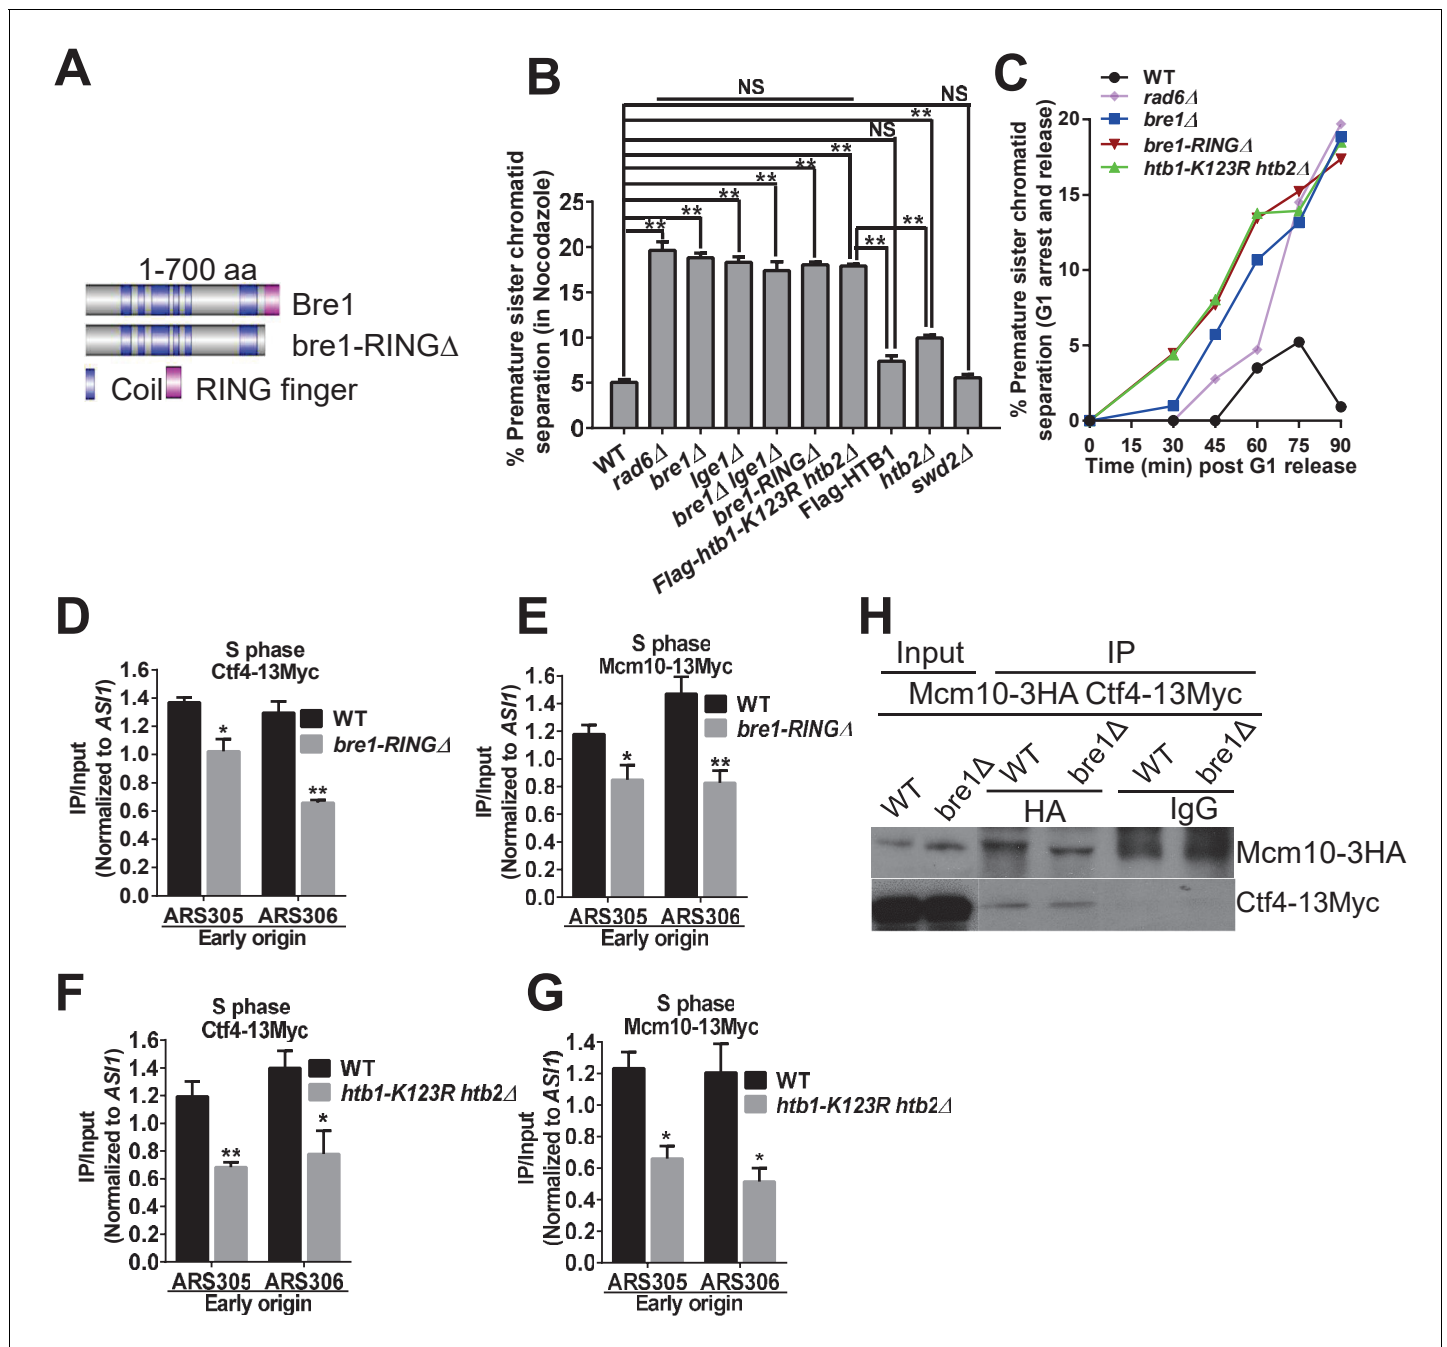 A
1-700 aa
Bre1
bre1-RINGΔ
Coil
RING finger
B
% Premature sister chromatid
separation (in Nocodazole)
NS
NS
**
NS
**
**
**
**
**
**
**
**
25
20
15
10
5
0
WT
rad6Δ
bre1Δ
lge1Δ
bre1Δ lge1Δ
bre1-RINGΔ
Flag-htb1-K123R htb2Δ
Flag-HTB1
htb2Δ
swd2Δ
C
WT
rad6Δ
bre1Δ
bre1-RINGΔ
htb1-K123R htb2Δ
% Premature sister chromatid
separation (G1 arrest and release)
20
15
10
5
0
0 15 30 45 60 75 90
Time (min) post G1 release
D
S phase
Ctf4-13Myc
IP/Input
(Normalized to ASI1)
1.6
1.4
1.2
1.0
0.8
0.6
0.4
0.2
0.0
WT
bre1-RINGΔ
*
**
ARS305 ARS306
Early origin
E
S phase
Mcm10-13Myc
IP/Input
(Normalized to ASI1)
1.6
1.4
1.2
1.0
0.8
0.6
0.4
0.2
0.0
WT
bre1-RINGΔ
*
**
ARS305 ARS306
Early origin
H
Input IP
Mcm10-3HA Ctf4-13Myc
WT bre1Δ WT bre1Δ WT bre1Δ
HA IgG
Mcm10-3HA
Ctf4-13Myc
F
S phase
Ctf4-13Myc
IP/Input
(Normalized to ASI1)
1.6
1.4
1.2
1.0
0.8
0.6
0.4
0.2
0.0
WT
htb1-K123R htb2Δ
**
*
ARS305 ARS306
Early origin
G
S phase
Mcm10-13Myc
IP/Input
(Normalized to ASI1)
1.4
1.2
1.0
0.8
0.6
0.4
0.2
0.0
WT
htb1-K123R htb2Δ
*
*
ARS305 ARS306
Early origin